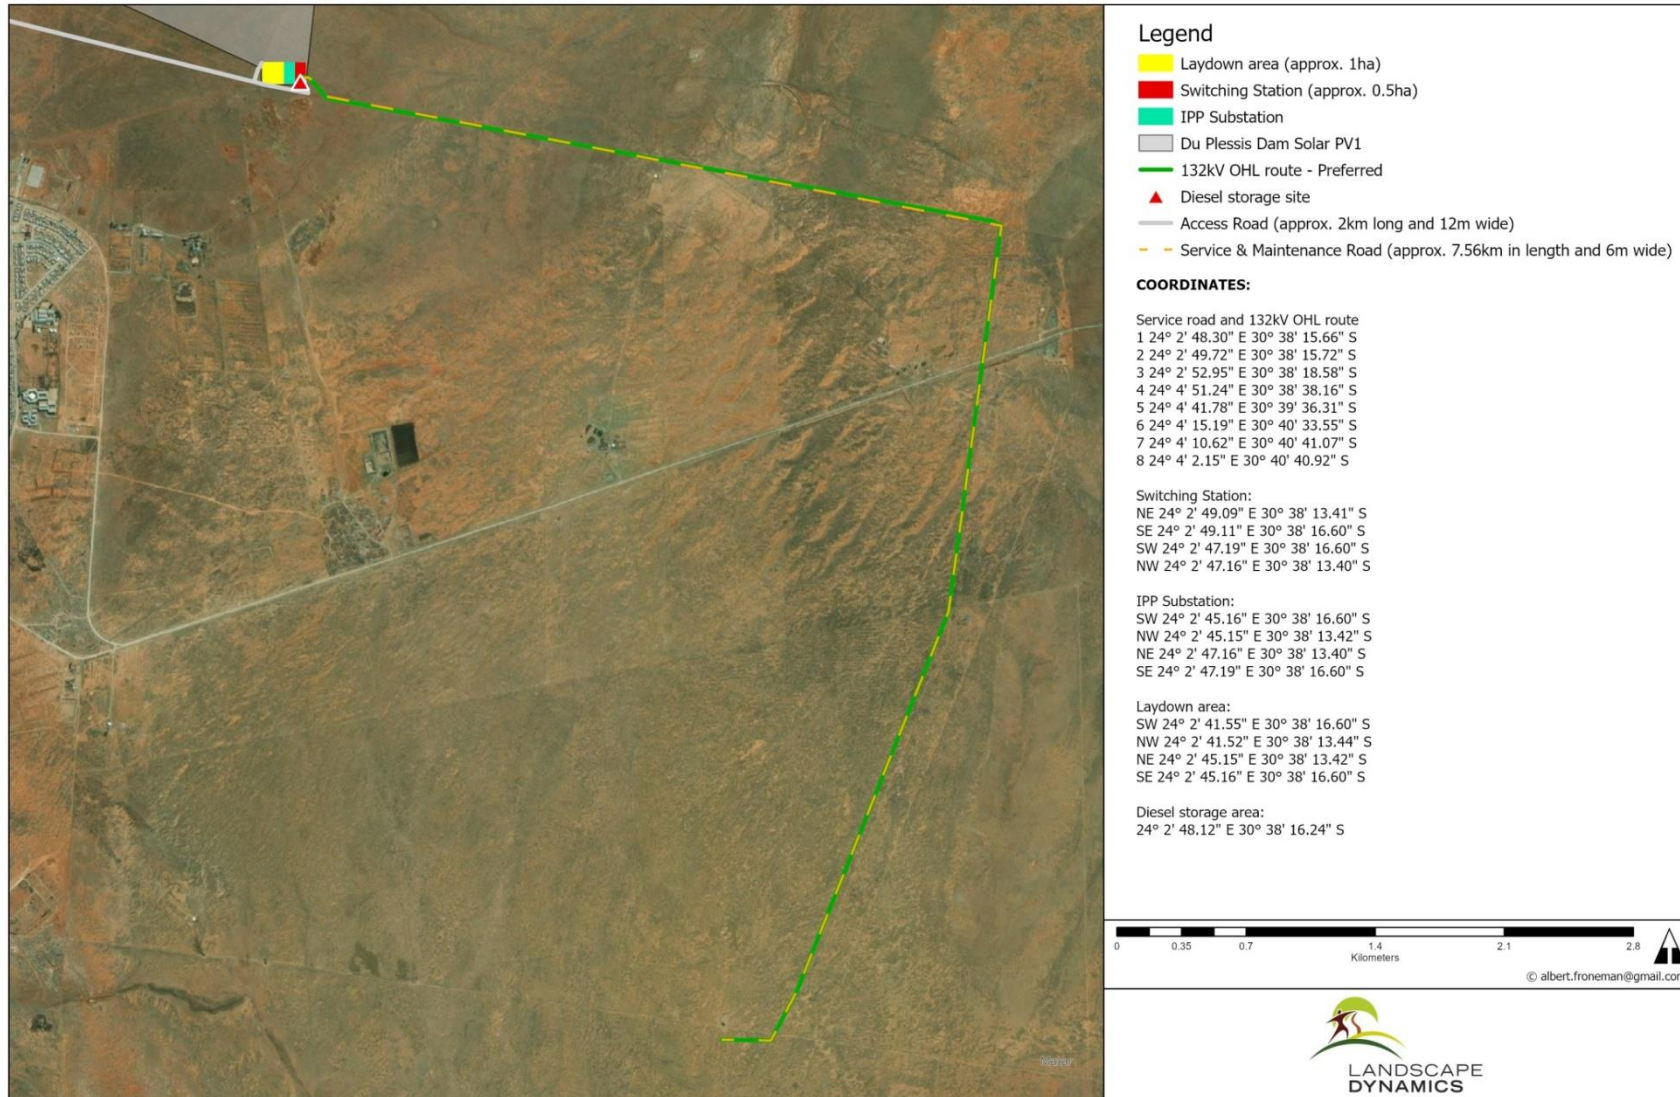 Legend
Laydown area (approx. 1ha)
Switching Station (approx. 0.5ha)
IPP Substation
Du Plessis Dam Solar PV1
132kV OHL route - Preferred
Diesel storage site
Access Road (approx. 2km long and 12m wide)
Service & Maintenance Road (approx. 7.56km in length and 6m wide)
COORDINATES:
Service road and 132kV OHL route
1 24° 2' 48.30" E 30° 38' 15.66" S
2 24° 2' 49.72" E 30° 38' 15.72" S
3 24° 2' 52.95" E 30° 38' 18.58" S
4 24° 4' 51.24" E 30° 38' 38.16" S
5 24° 4' 41.78" E 30° 39' 36.31" S
6 24° 4' 15.19" E 30° 40' 33.55" S
7 24° 4' 10.62" E 30° 40' 41.07" S
8 24° 4' 2.15" E 30° 40' 40.92" S
Switching Station:
NE 24° 2' 49.09" E 30° 38' 13.41" S
SE 24° 2' 49.11" E 30° 38' 16.60" S
SW 24° 2' 47.19" E 30° 38' 16.60" S
NW 24° 2' 47.16" E 30° 38' 13.40" S
IPP Substation:
SW 24° 2' 45.16" E 30° 38' 16.60" S
NW 24° 2' 45.15" E 30° 38' 13.42" S
NE 24° 2' 47.16" E 30° 38' 13.40" S
SE 24° 2' 47.19" E 30° 38' 16.60" S
Laydown area:
SW 24° 2' 41.55" E 30° 38' 16.60" S
NW 24° 2' 41.52" E 30° 38' 13.44" S
NE 24° 2' 45.15" E 30° 38' 13.42" S
SE 24° 2' 45.16" E 30° 38' 16.60" S
Diesel storage area:
24° 2' 48.12" E 30° 38' 16.24" S
0 0.35 0.7 1.4 2.1 2.8
Kilometers
© albert.froneman@gmail.com
LANDSCAPE
DYNAMICS